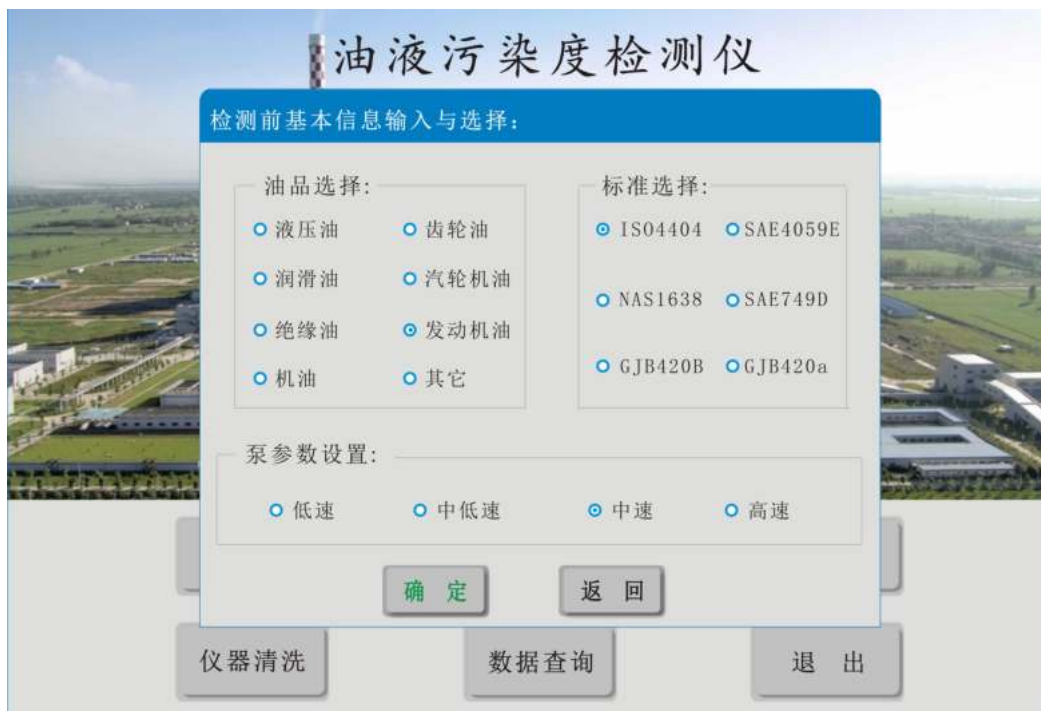 油液污染度检测仪
检测前基本信息输入与选择:
油品选择:
液压油 齿轮油
润滑油 汽轮机油
绝缘油 发动机油
机油 其它
标准选择:
ISO4404 SAE4059E
NAS1638 SAE749D
GJB420B GJB420a
泵参数设置:
低速 中低速 中速 高速
确 定 返 回
仪器清洗 数据查询 退 出